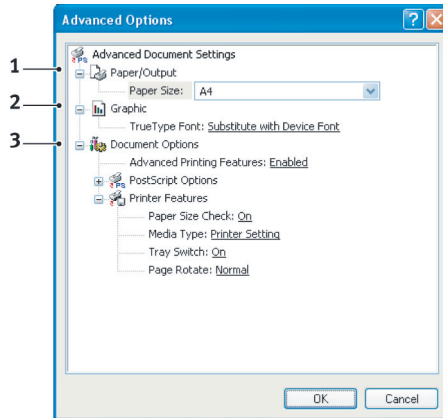 Advanced Options
Advanced Document Settings
1
Paper/Output
Paper Size: A4
2
Graphic
TrueType Font: Substitute with Device Font
3
Document Options
Advanced Printing Features: Enabled
PostScript Options
Printer Features
Paper Size Check: On
Media Type: Printer Setting
Tray Switch: On
Page Rotate: Normal
OK Cancel